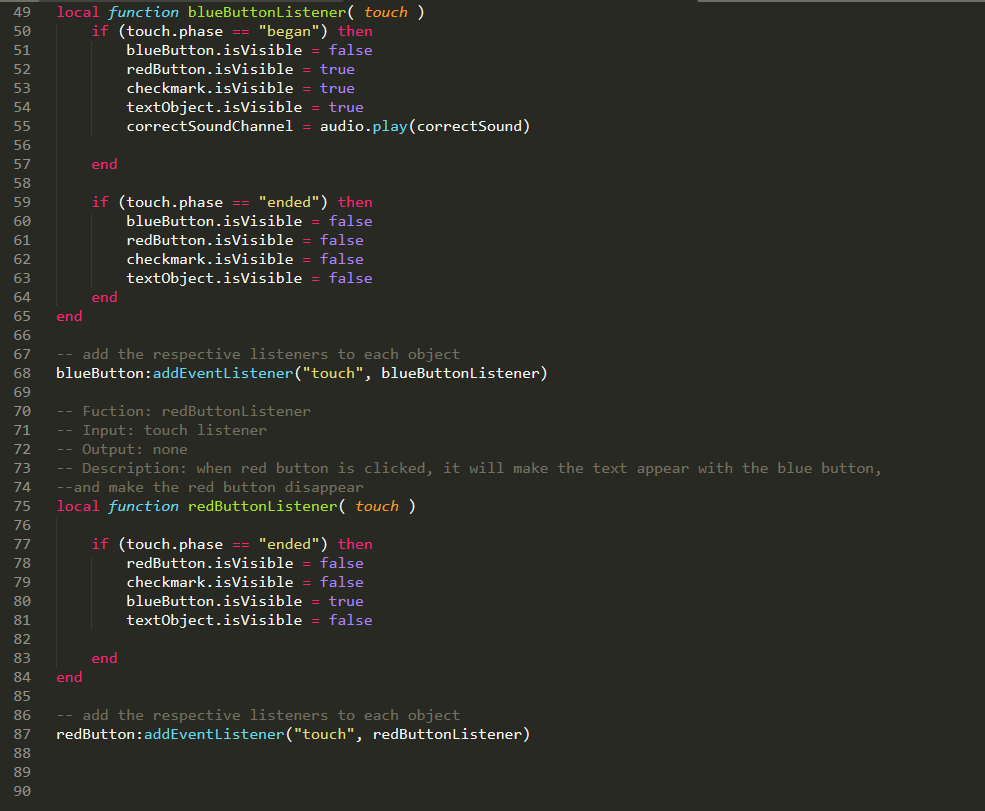 49 local function blueButtonListener( touch )
50 if (touch.phase == "began") then
51 blueButton.isVisible = false
52 redButton.isVisible = true
53 checkmark.isVisible = true
54 textObject.isVisible = true
55 correctSoundChannel = audio.play(correctSound)
56
57 end
58
59 if (touch.phase == "ended") then
60 blueButton.isVisible = false
61 redButton.isVisible = false
62 checkmark.isVisible = false
63 textObject.isVisible = false
64 end
65 end
66
67 -- add the respective listeners to each object
68 blueButton:addEventListener("touch", blueButtonListener)
69
70 -- Fuction: redButtonListener
71 -- Input: touch listener
72 -- Output: none
73 -- Description: when red button is clicked, it will make the text appear with the blue button,
74 --and make the red button disappear
75 local function redButtonListener( touch )
76
77 if (touch.phase == "ended") then
78 redButton.isVisible = false
79 checkmark.isVisible = false
80 blueButton.isVisible = true
81 textObject.isVisible = false
82
83 end
84 end
85
86 -- add the respective listeners to each object
87 redButton:addEventListener("touch", redButtonListener)
88
89
90